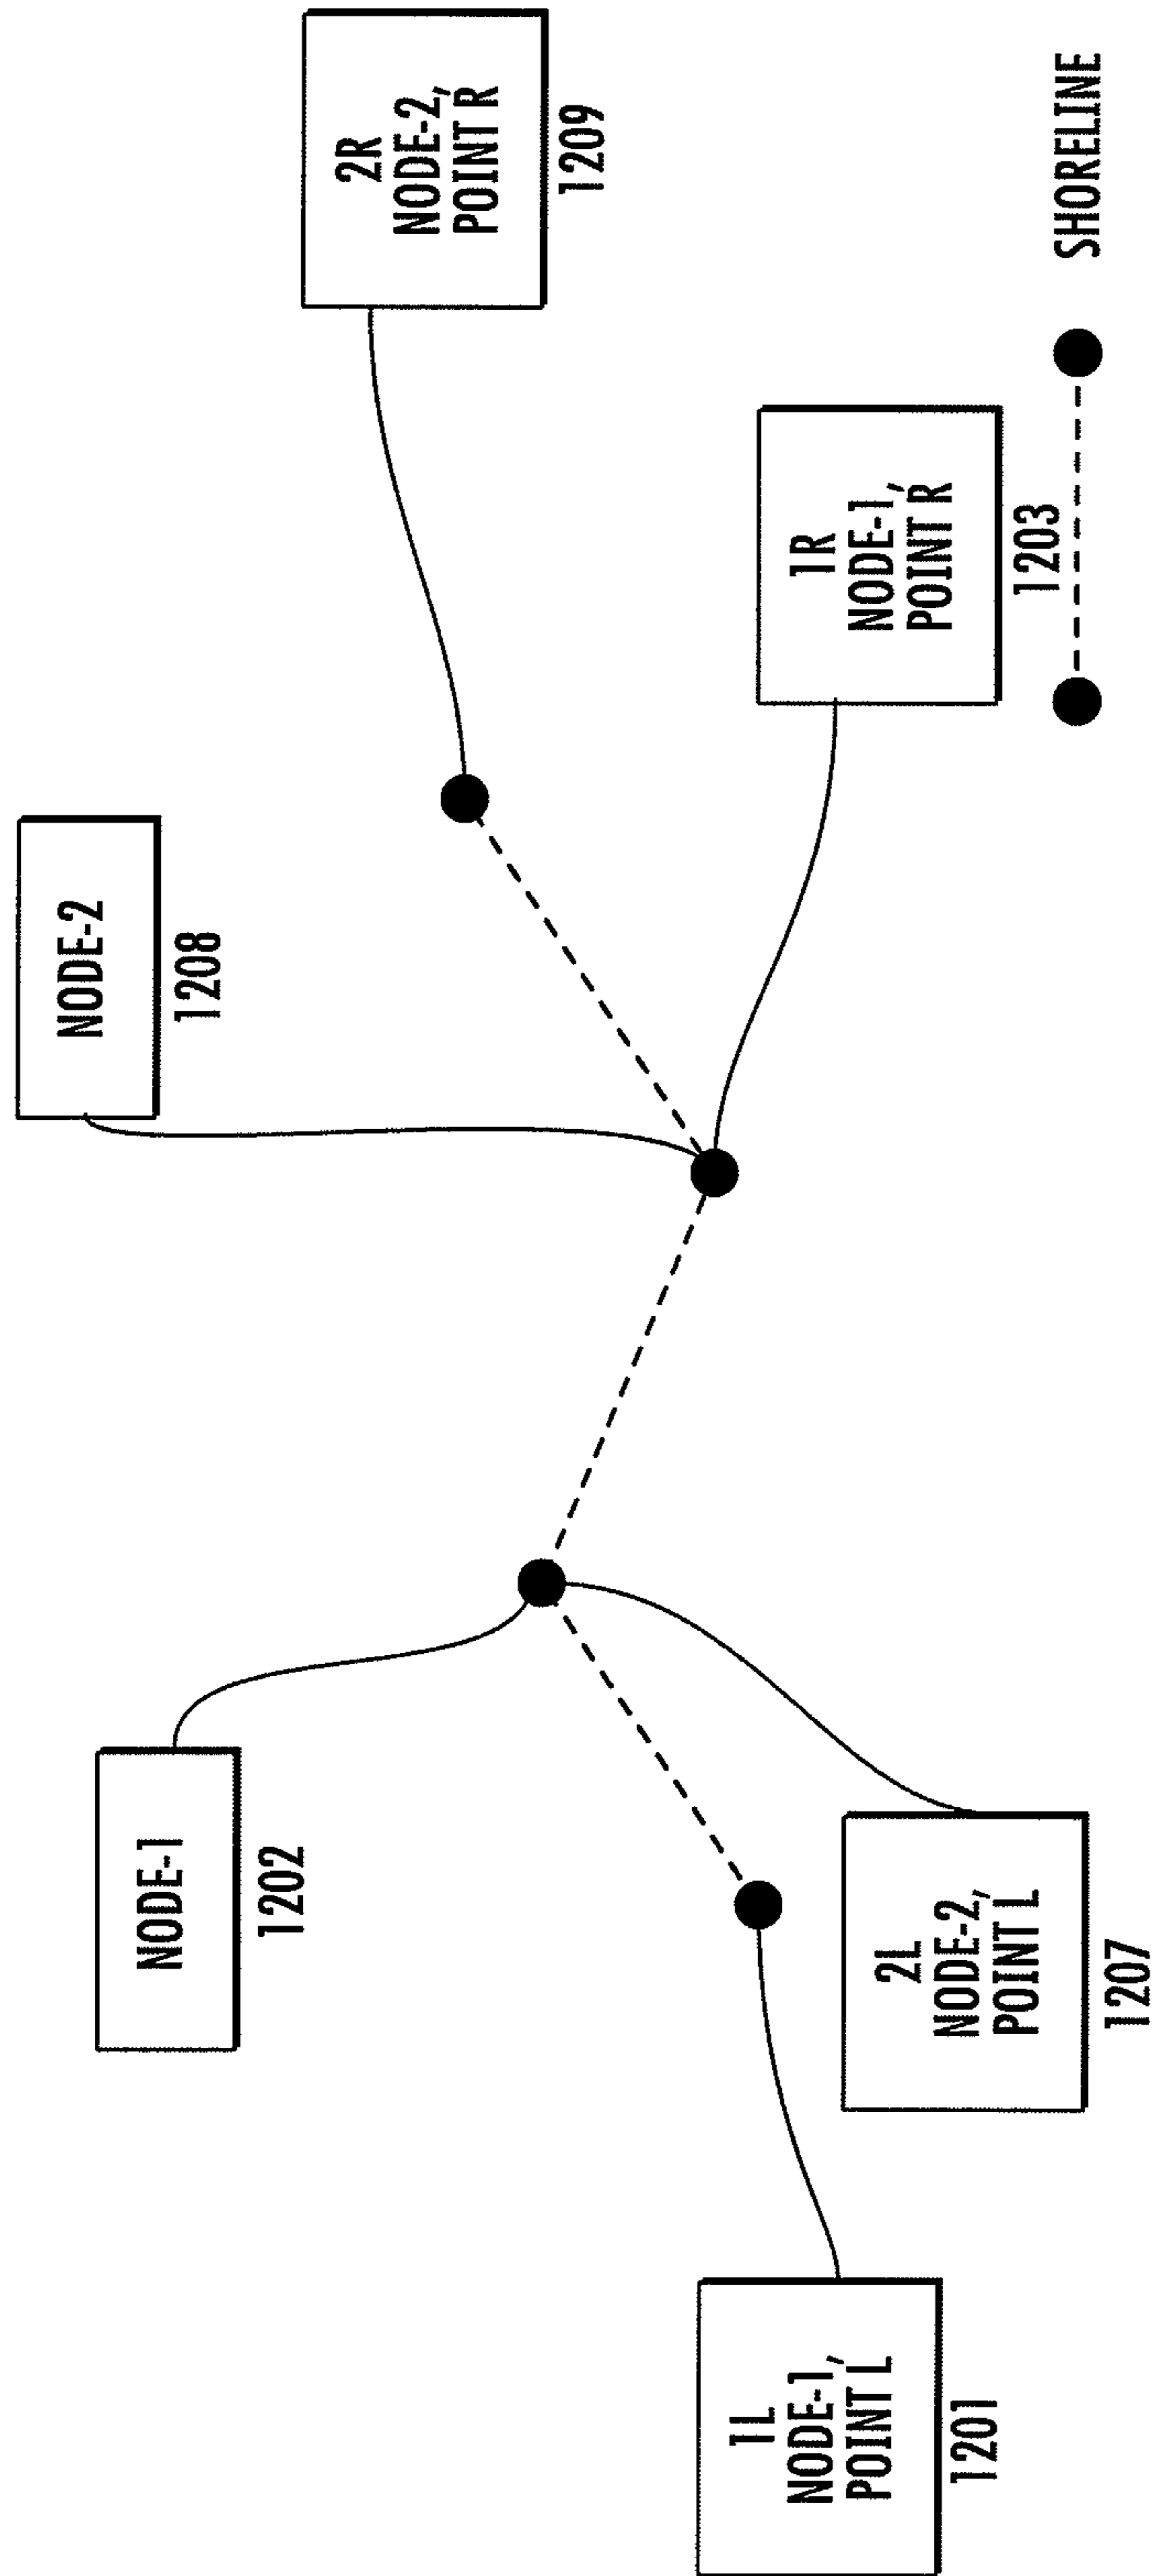 NODE-1
1202
NODE-2
1208
1L
NODE-1,
POINT L
1201
2L
NODE-2,
POINT L
1207
1R
NODE-1,
POINT R
1203
2R
NODE-2,
POINT R
1209
SHORELINE